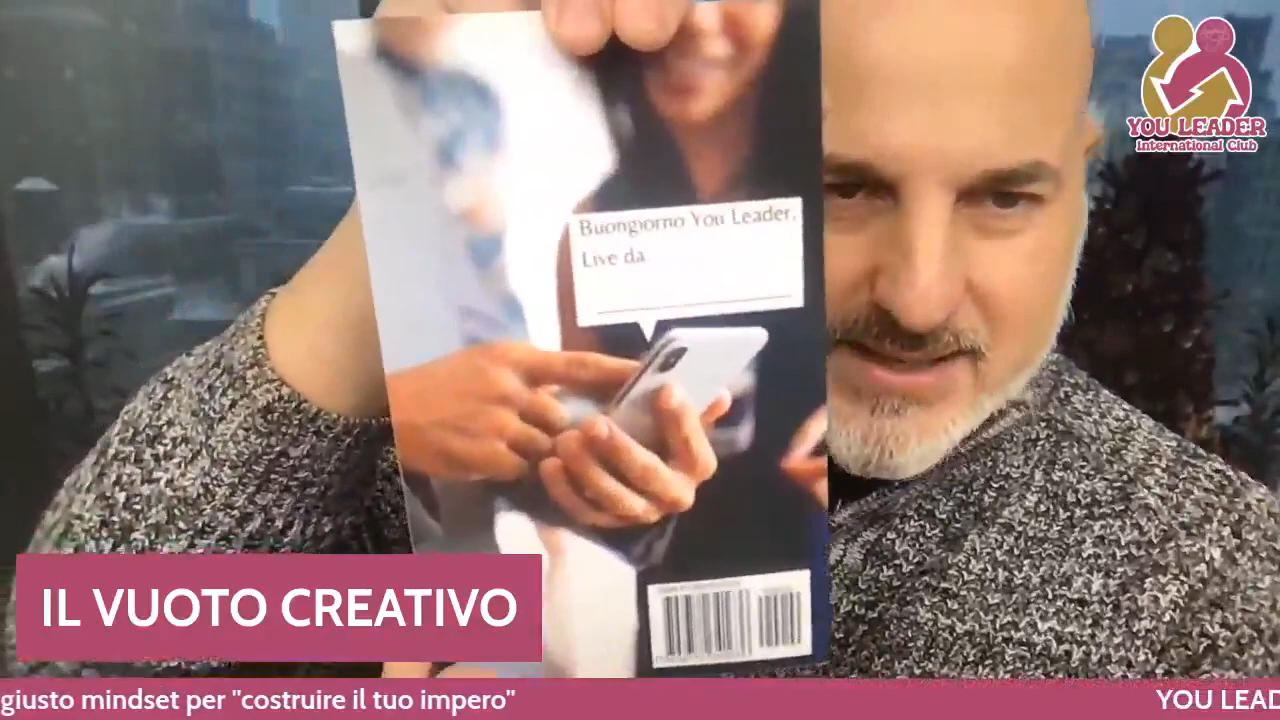 YOU LEADER
International Club
Buongiorno You Leader,
Live da
IL VUOTO CREATIVO
giusto mindset per "costruire il tuo impero"
YOU LEAD